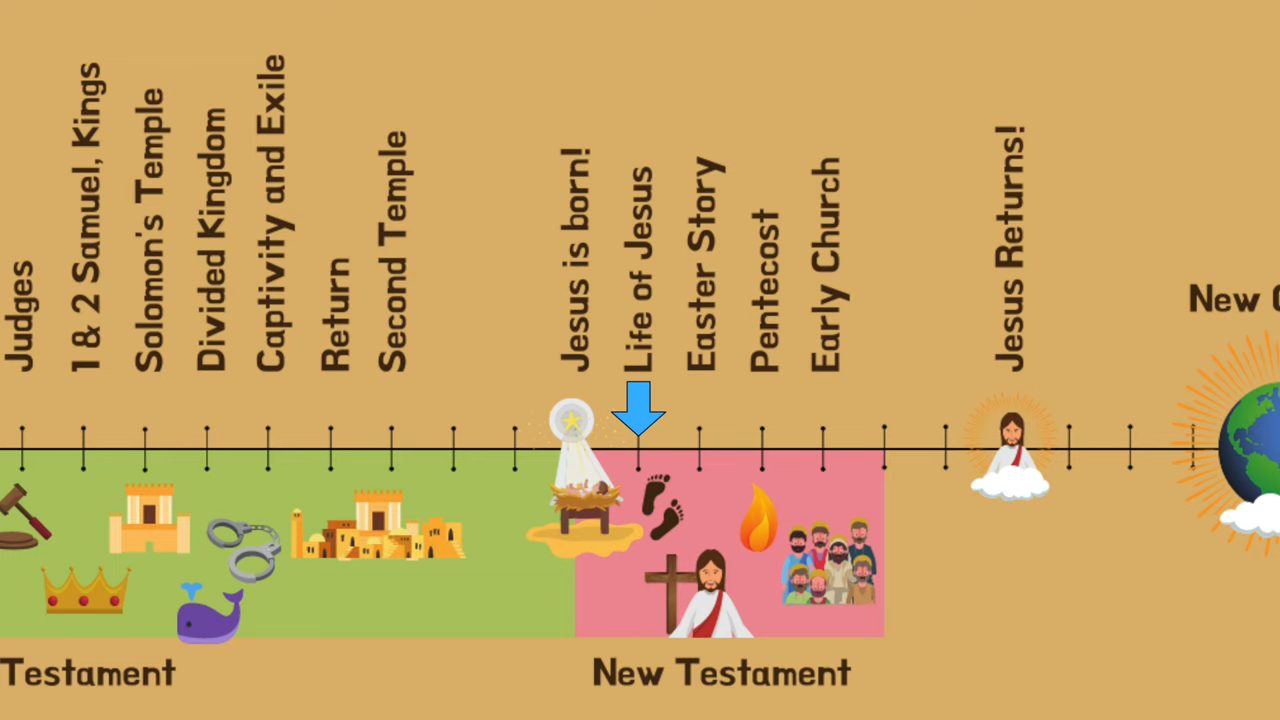 Judges
1 & 2 Samuel, Kings
Solomon's Temple
Divided Kingdom
Captivity and Exile
Return
Second Temple
Jesus is born!
Life of Jesus
Easter Story
Pentecost
Early Church
Jesus Returns!
New
Testament
New Testament